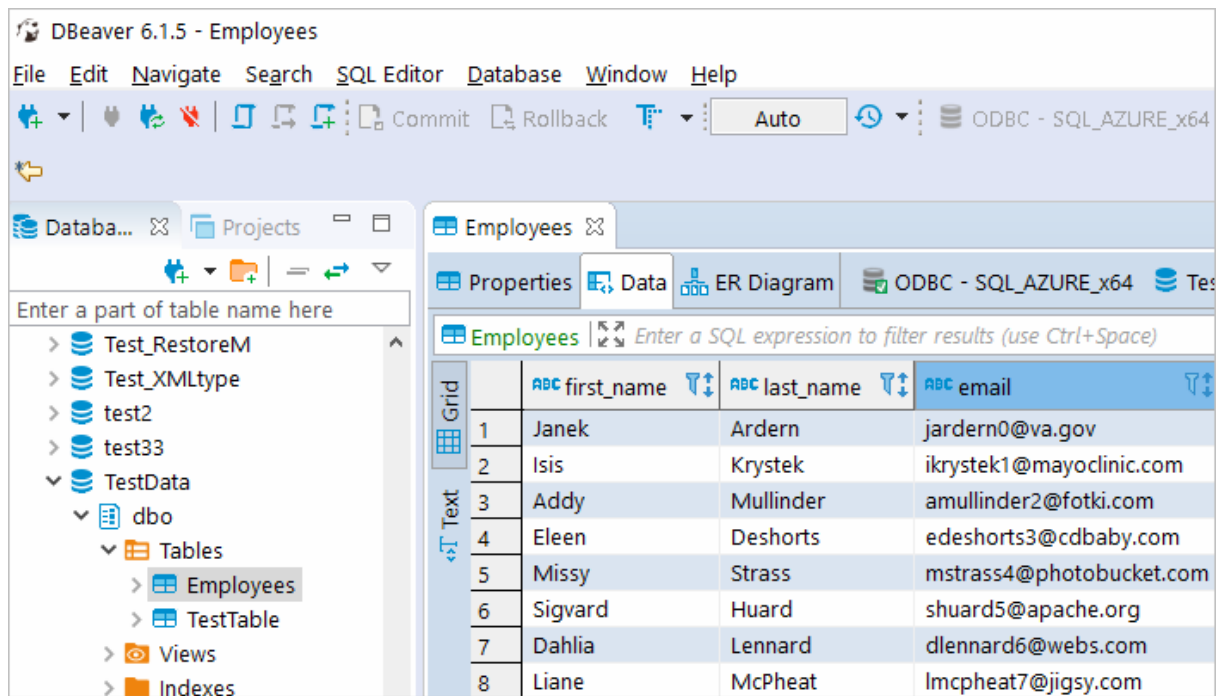 DBeaver 6.1.5 - Employees
File Edit Navigate Search SQL Editor Database Window Help
Commit Rollback Auto ODBC - SQL_AZURE_x64
Databa... Projects
Enter a part of table name here
Test_RestoreM
Test_XMLtype
test2
test33
TestData
dbo
Tables
Employees
TestTable
Views
Indexes
Employees
Properties Data ER Diagram ODBC - SQL_AZURE_x64 Tes
Employees Enter a SQL expression to filter results (use Ctrl+Space)
Grid
Text
ABC first_name ABC last_name ABC email
1 Janek Ardern jardern0@va.gov
2 Isis Krystek ikrystek1@mayoclinic.com
3 Addy Mullinder amullinder2@fotki.com
4 Eleen Deshorts edeshorts3@cdbaby.com
5 Missy Strass mstrass4@photobucket.com
6 Sigvard Huard shuard5@apache.org
7 Dahlia Lennard dlennard6@webs.com
8 Liane McPheat lmcpheat7@jigsy.com